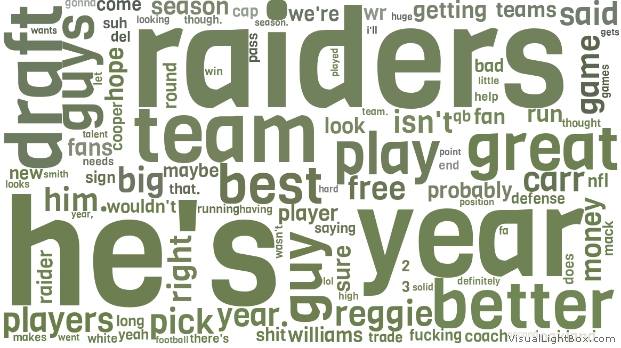 gonna come season cap we're wr huge getting teams said
wants suh looking though. season. i'll gets
draft guys del raiders pass played game games
let hope round win bad little help
talent cooper team team. look isn't qb fan run thought
fans needs sign big maybe that. best hard play point end great
new smith free probably carr nfl
looks him. wouldn't running having player position defense
year, he's saying year fa money mack
raider right wasn't guy sure 2 does
lol high 3 solid definitely better
players long pick year. reggie
makes went white yeah football there's shit williams trade fucking coach
VisualLightBox.com